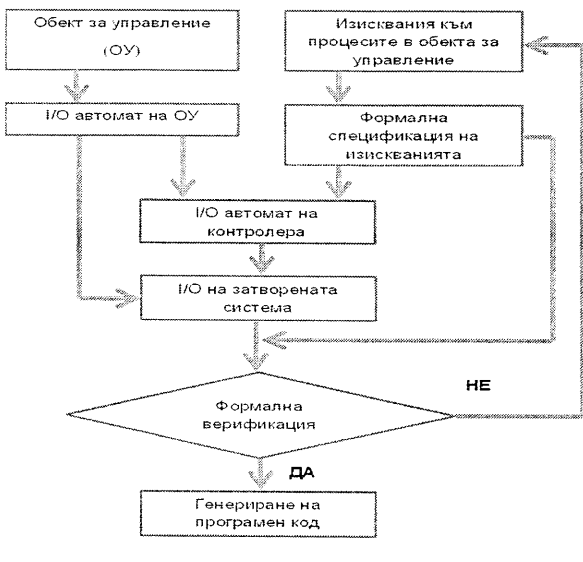 Обект за управление
(ОУ)
Изисквания към
процесите в обекта за
управление
I/O автомат на ОУ
Формална
спецификация на
изискванията
I/O автомат на
контролера
I/O на затворената
система
Формална
верификация
НЕ
ДА
Генериране на
програмен код